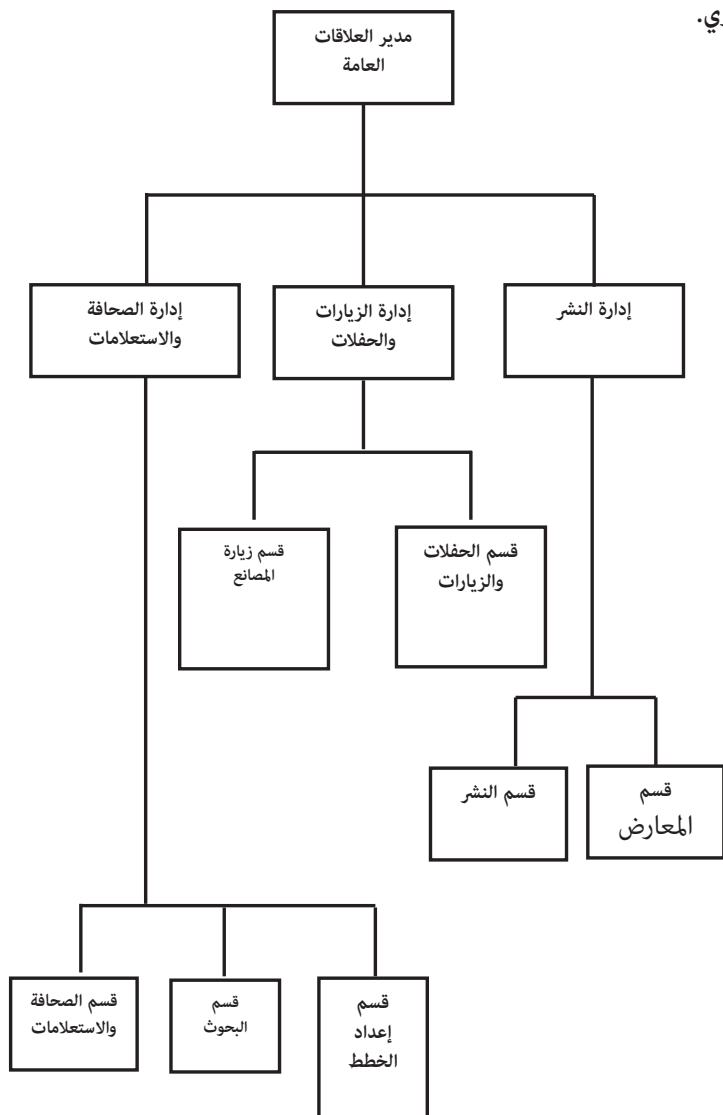 مدير العلاقات
العامة
إدارة النشر
إدارة الزيارات
والحفلات
إدارة الصحافة
والاستعلامات
قسم الحفلات
والزيارات
قسم زيارة
المصانع
قسم
المعارض
قسم النشر
قسم
إعداد
الخطط
قسم
البحوث
قسم الصحافة
والاستعلامات